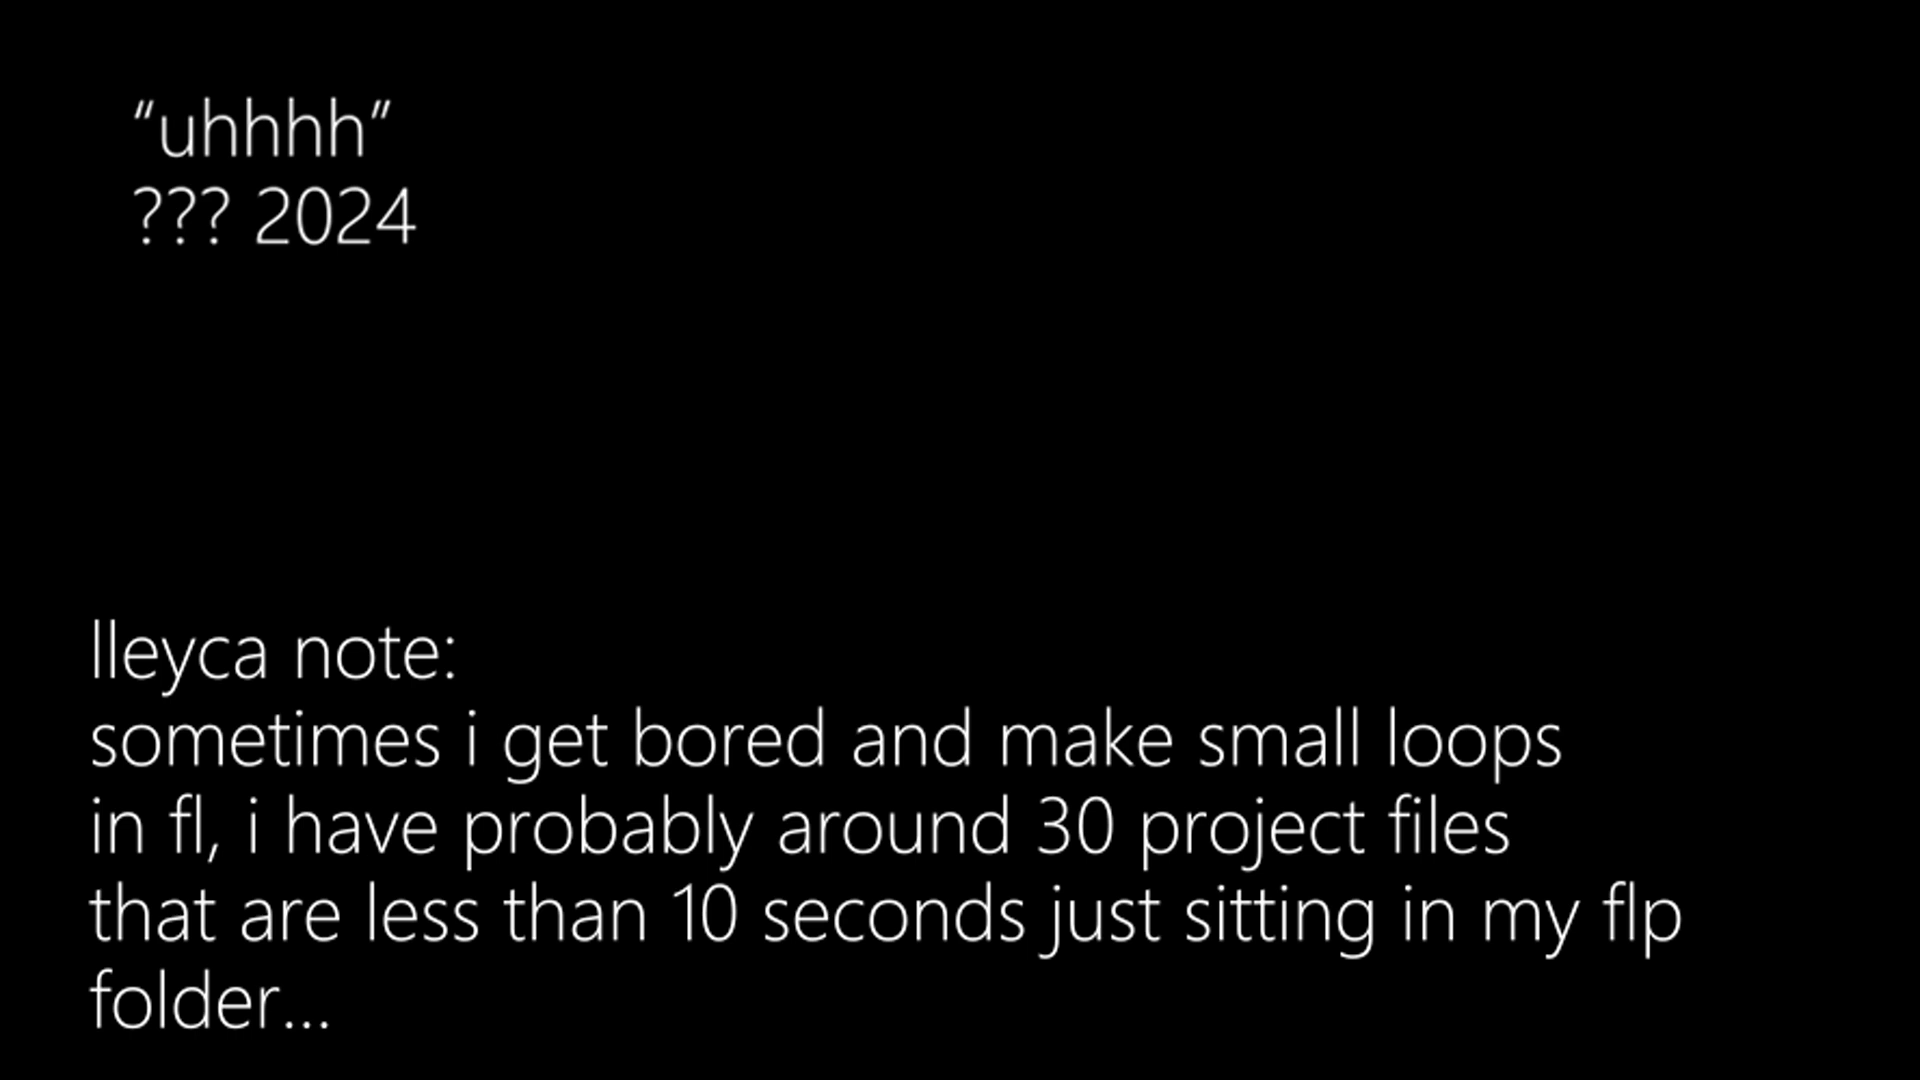 “uhhhh”
??? 2024
lleyca note:
sometimes i get bored and make small loops
in fl, i have probably around 30 project files
that are less than 10 seconds just sitting in my flp
folder...